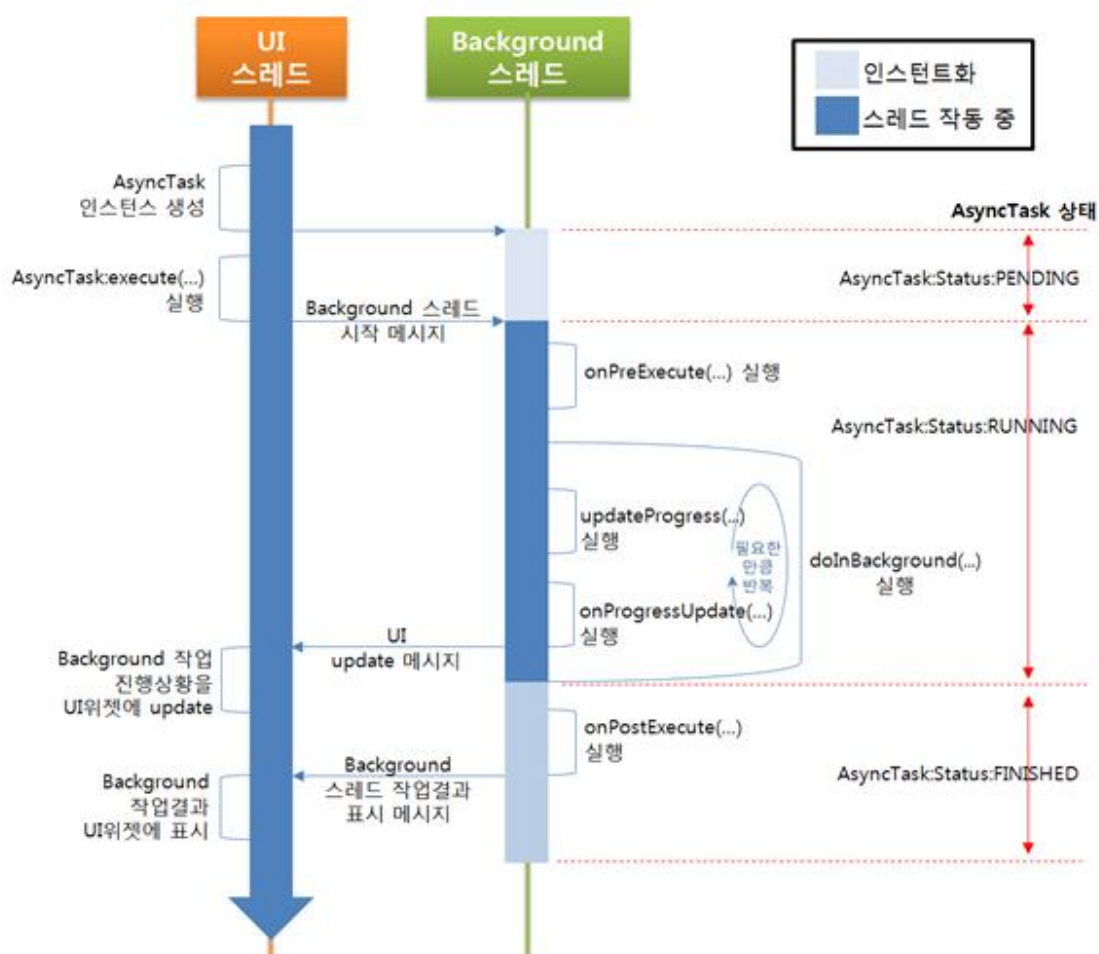 UI
스레드
Background
스레드
인스턴트화
스레드 작동 중
AsyncTask
인스턴스 생성
AsyncTask 상태
AsyncTask:execute(...)
실행
AsyncTask:Status:PENDING
Background 스레드
시작 메시지
onPreExecute(...) 실행
AsyncTask:Status:RUNNING
updateProgress(...)
실행
필요한
만큼
반복
doInBackground(...)
실행
onProgressUpdate(...)
실행
UI
update 메시지
Background 작업
진행상황을
UI위젯에 update
onPostExecute(...)
실행
Background
스레드 작업결과
표시 메시지
AsyncTask:Status:FINISHED
Background
작업결과
UI위젯에 표시